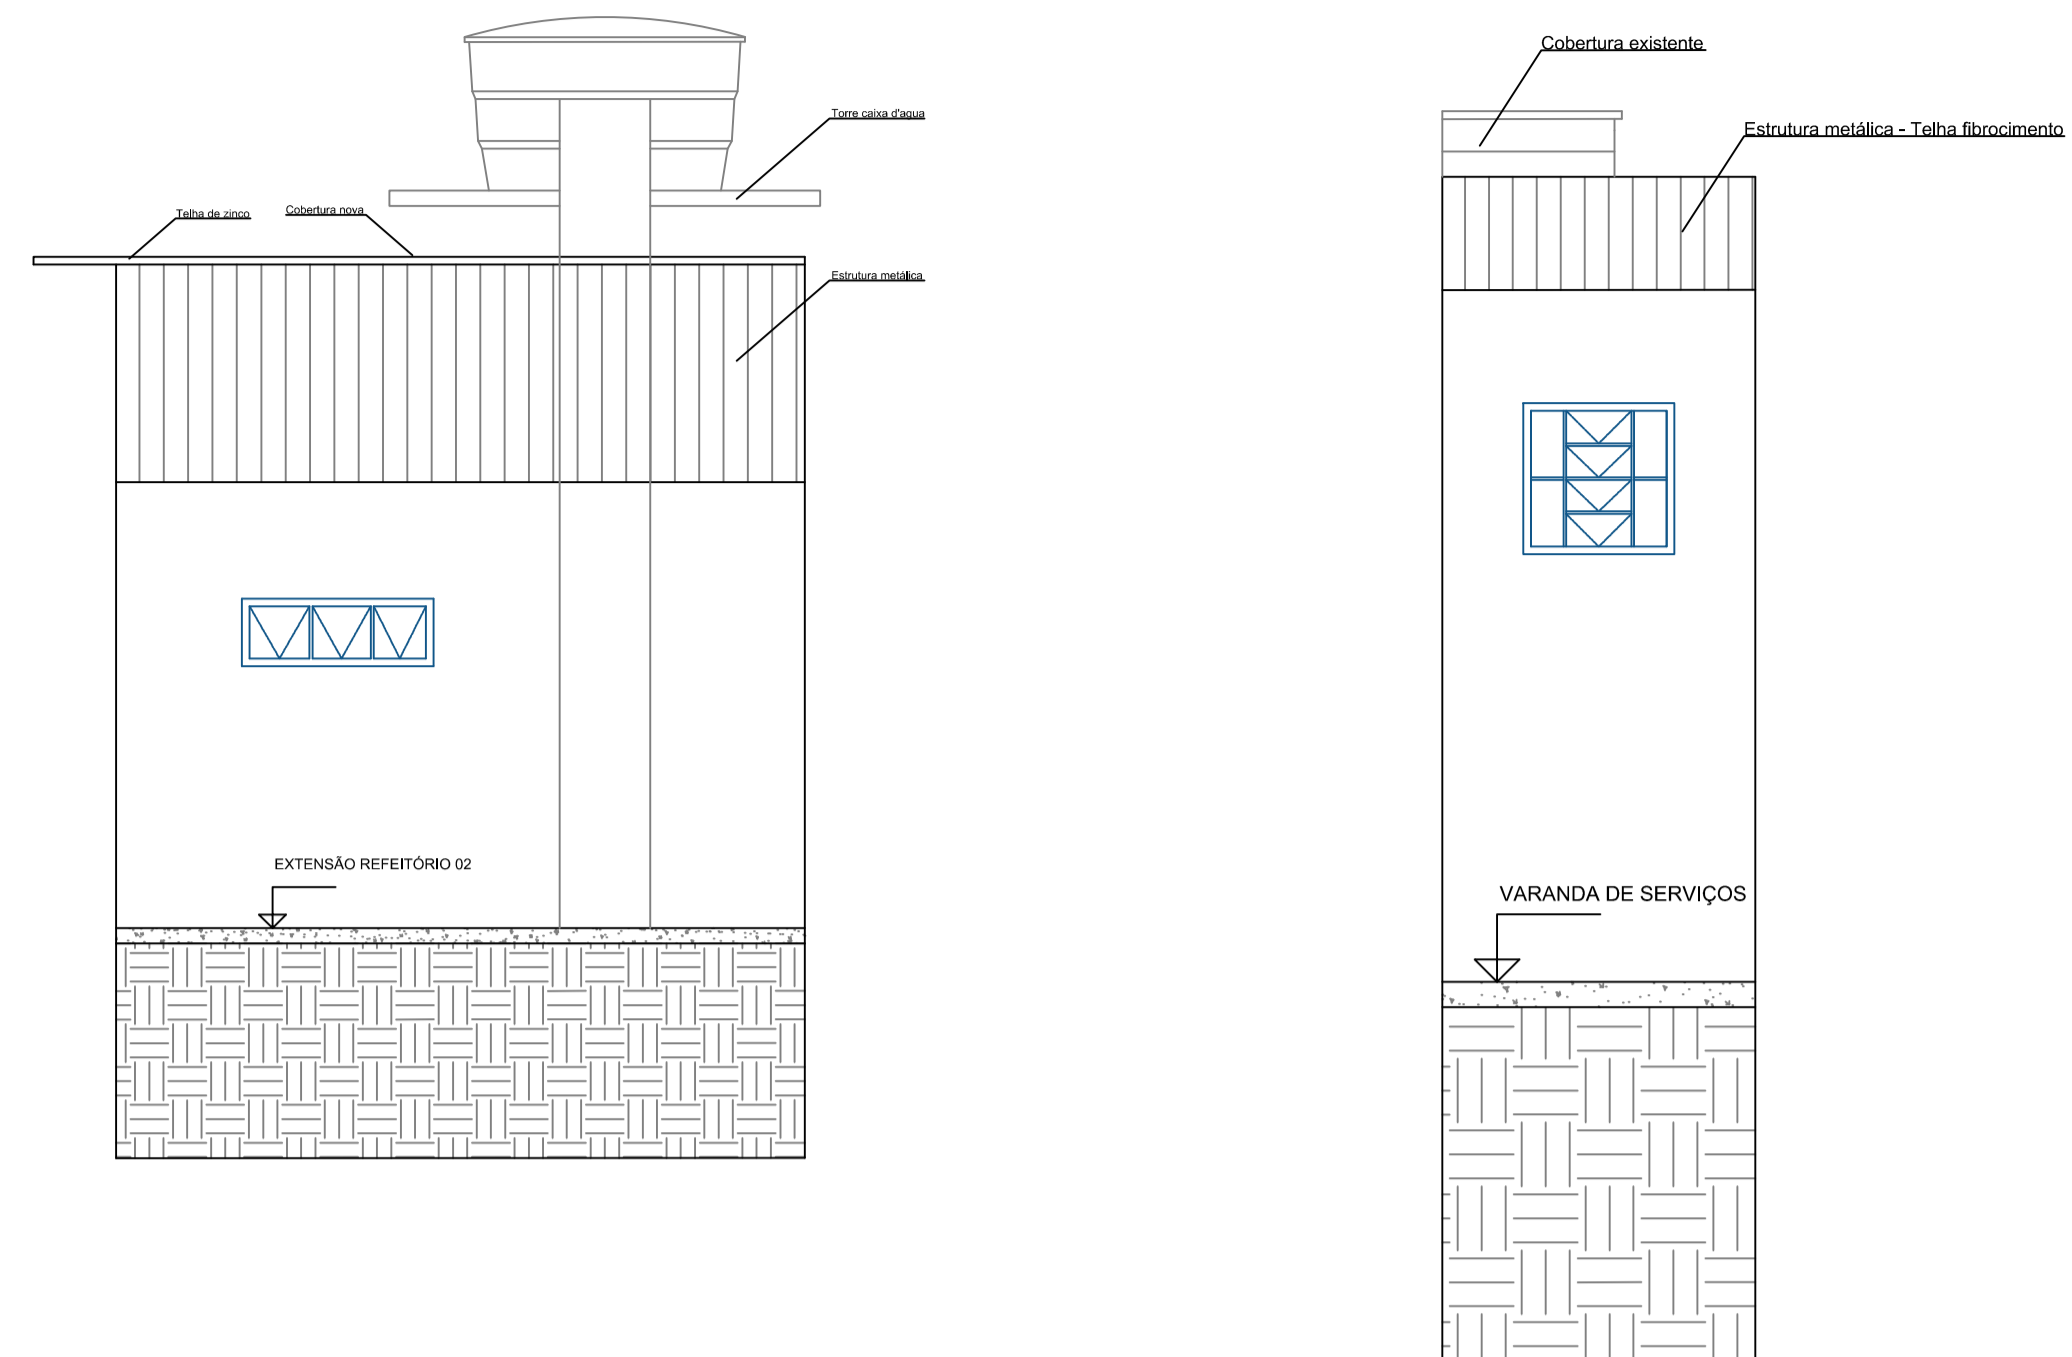 Cobertura existente
Torre caixa d'agua
Estrutura metálica - Telha fibrocimento
Telha de zinco
Cobertura nova
Estrutura metálica
EXTENSÃO REFEITÓRIO 02
VARANDA DE SERVIÇOS